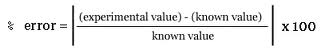 % error = | (experimental value) - (known value) / known value | x 100